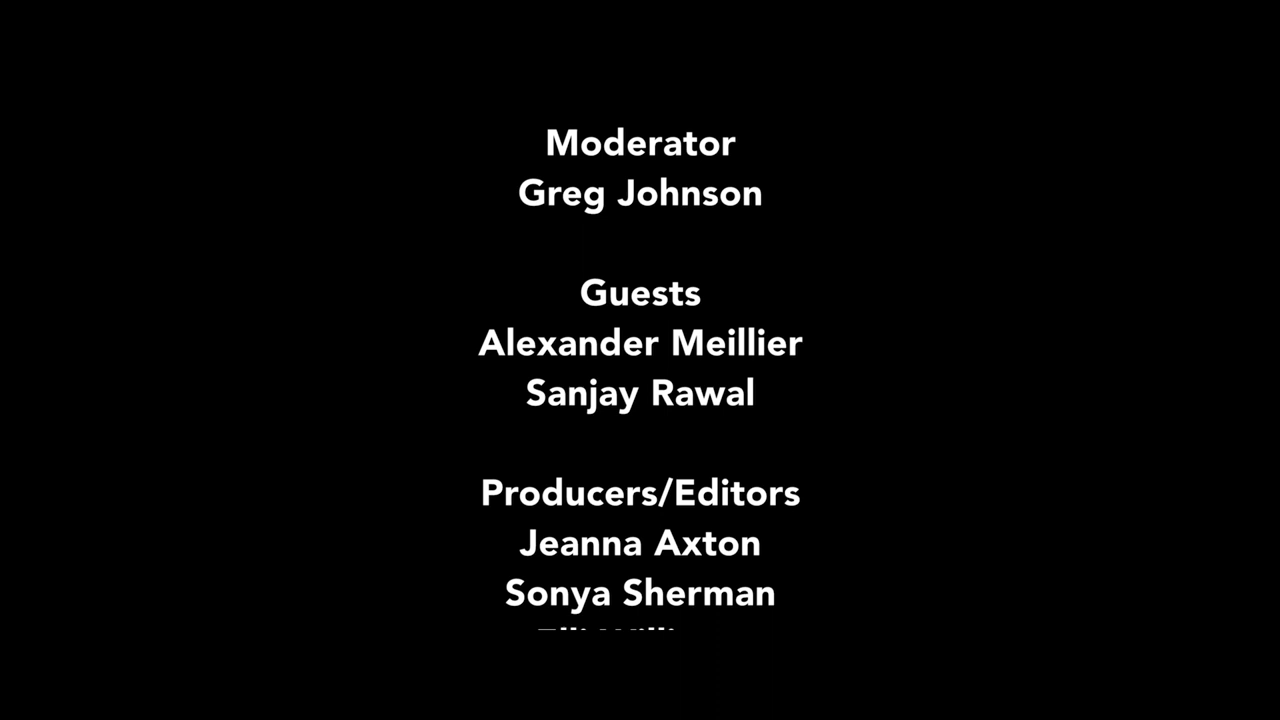 Moderator
Greg Johnson
Guests
Alexander Meillier
Sanjay Rawal
Producers/Editors
Jeanna Axton
Sonya Sherman